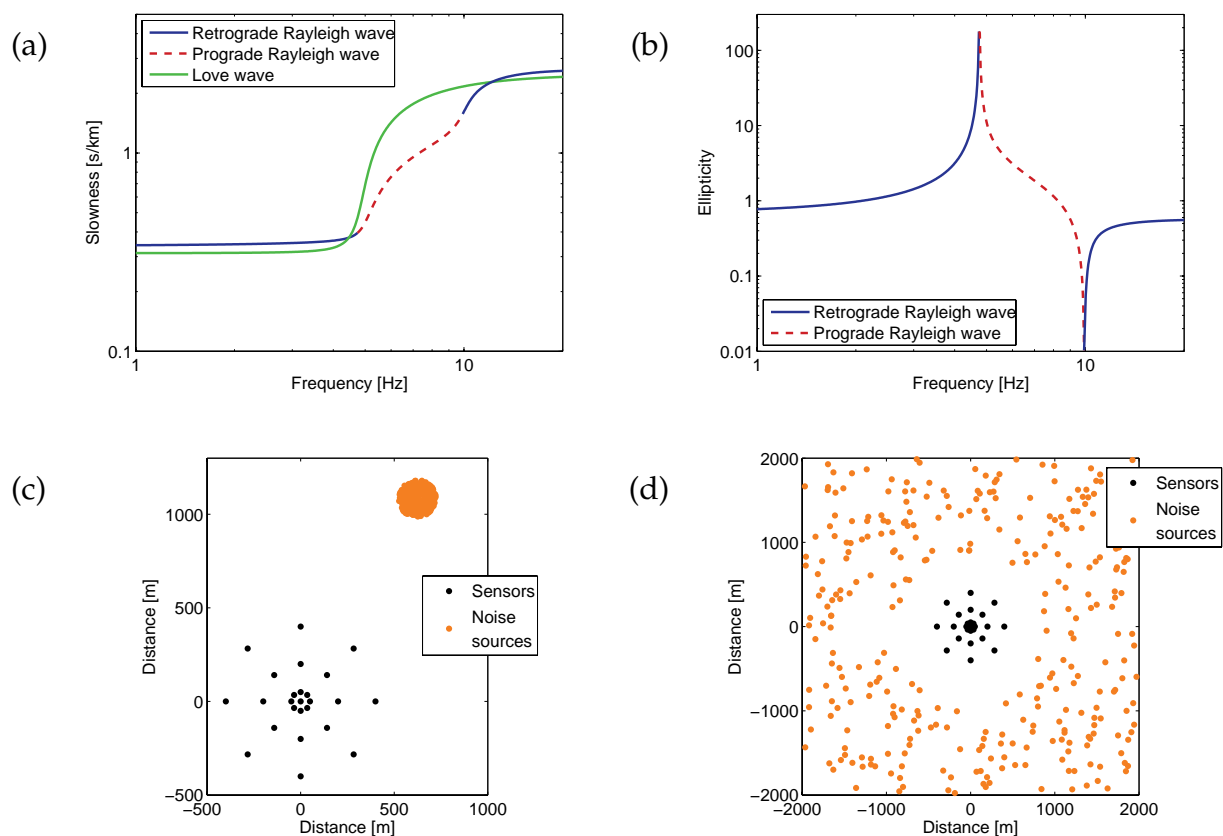 (a)
Retrograde Rayleigh wave
Prograde Rayleigh wave
Love wave
1
0.1
1
10
Slowness [s/km]
Frequency [Hz]
(b)
100
10
1
0.1
0.01
1
10
Ellipticity
Retrograde Rayleigh wave
Prograde Rayleigh wave
Frequency [Hz]
(c)
1000
500
0
−500
−500
0
500
1000
Distance [m]
Sensors
Noise
sources
Distance [m]
(d)
2000
1000
0
−1000
−2000
−2000
−1000
0
1000
2000
Distance [m]
Sensors
Noise
sources
Distance [m]